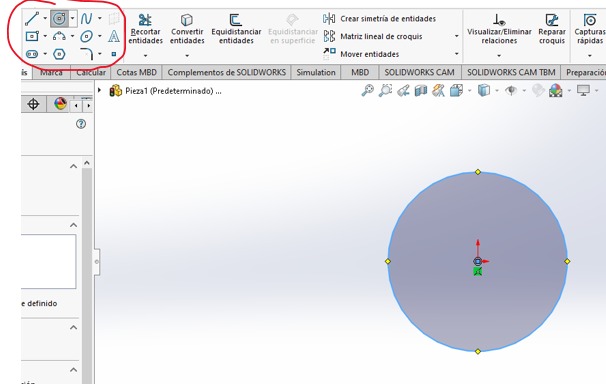 Recortar entidades
Convertir entidades
Equidistanciar entidades
Equidistanciar en superficie
Crear simetría de entidades
Matriz lineal de croquis
Mover entidades
Visualizar/Eliminar relaciones
Reparar croquis
Capturas rápidas
Marca
Calcular
Cotas MBD
Complementos de SOLIDWORKS
Simulation
MBD
SOLIDWORKS CAM
SOLIDWORKS CAM TBM
Preparació
Pieza1 (Predeterminado) ...
e definido